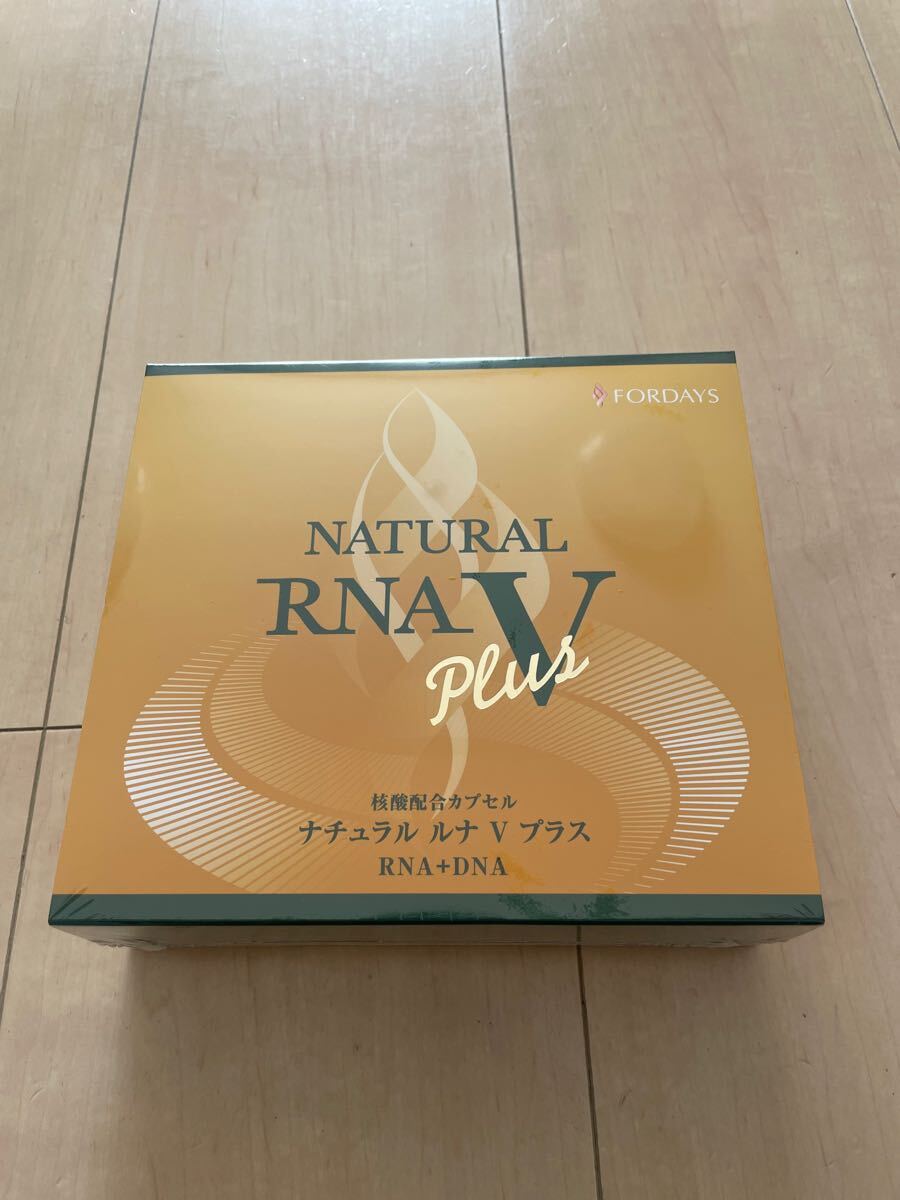 FORDAYS
NATURAL
RNA V
Plus
核酸配合カプセル
ナチュラル ルナ V プラス
RNA+DNA